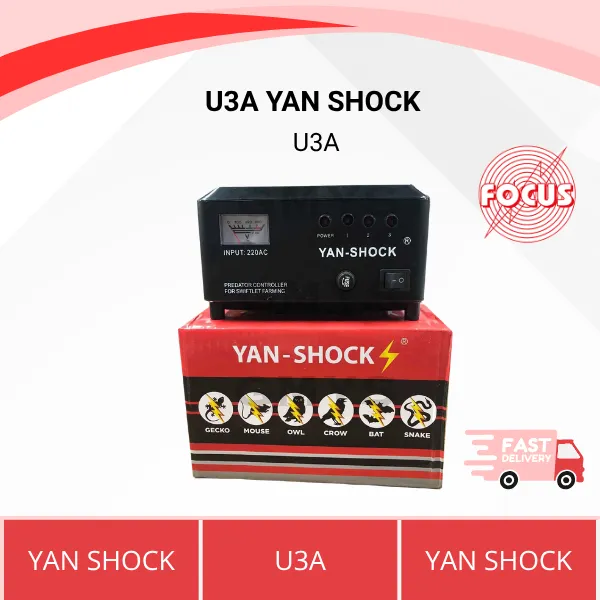 U3A YAN SHOCK
U3A
FOCUS
INPUT: 220AC
POWER 1 2 3
YAN-SHOCK ®
PREDATOR CONTROLLER
FOR SWIFTLET FARMING
YAN-SHOCK ®
GECKO MOUSE OWL CROW BAT SNAKE
FAST
DELIVERY
YAN SHOCK
U3A
YAN SHOCK